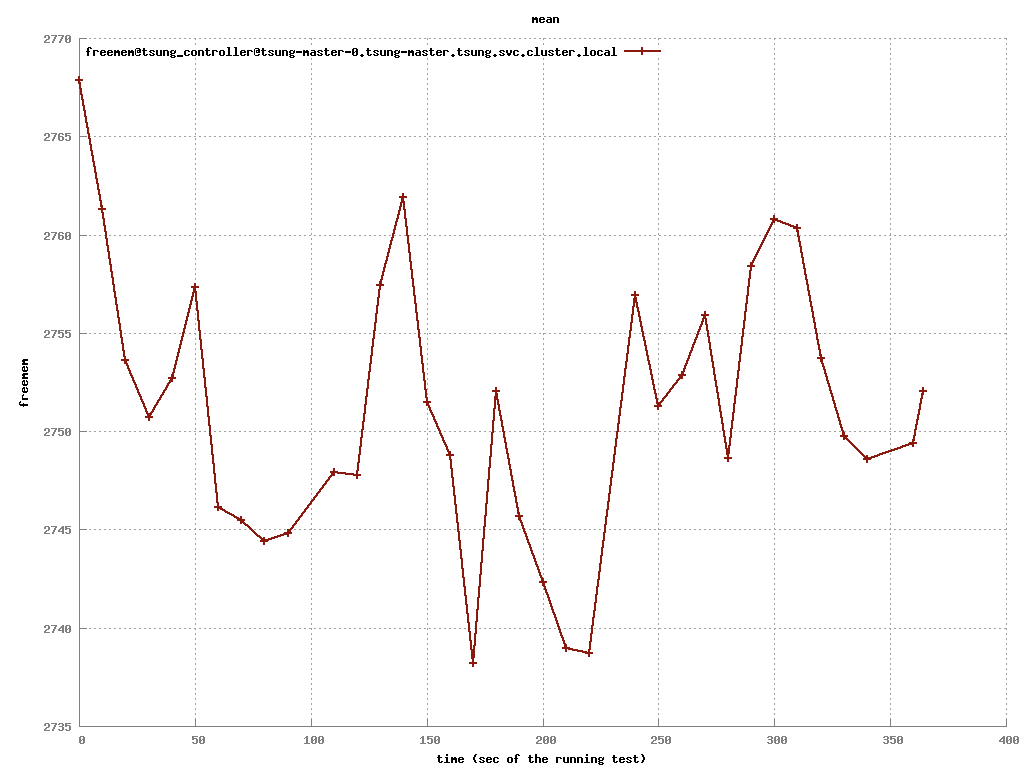 mean
2770
freemem@tsung_controller@tsung-master-0.tsung-master.tsung.svc.cluster.local
2765
2760
2755
freemem
2750
2745
2740
2735
0 50 100 150 200 250 300 350 400
time (sec of the running test)